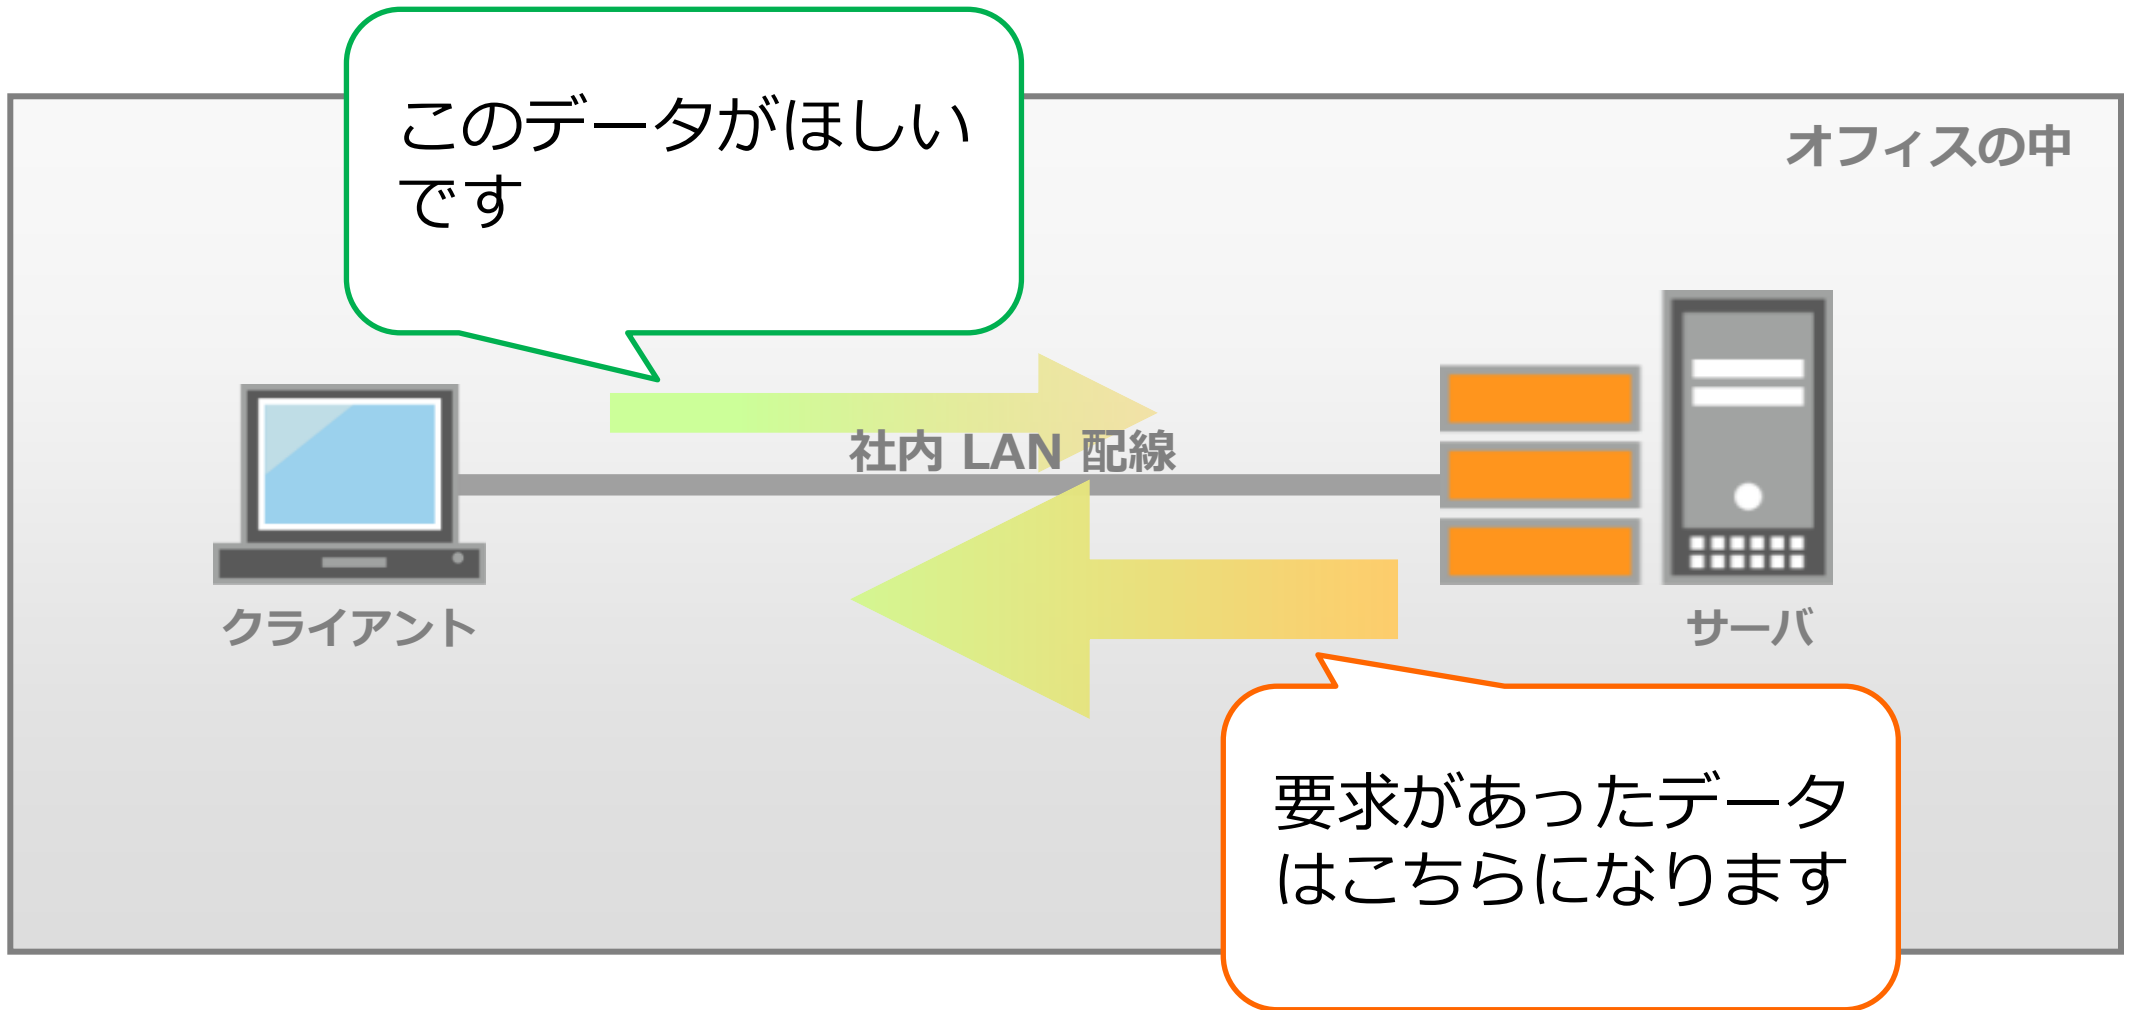 このデータがほしい
です
オフィスの中
社内 LAN 配線
クライアント
サーバ
要求があったデータ
はこちらになります